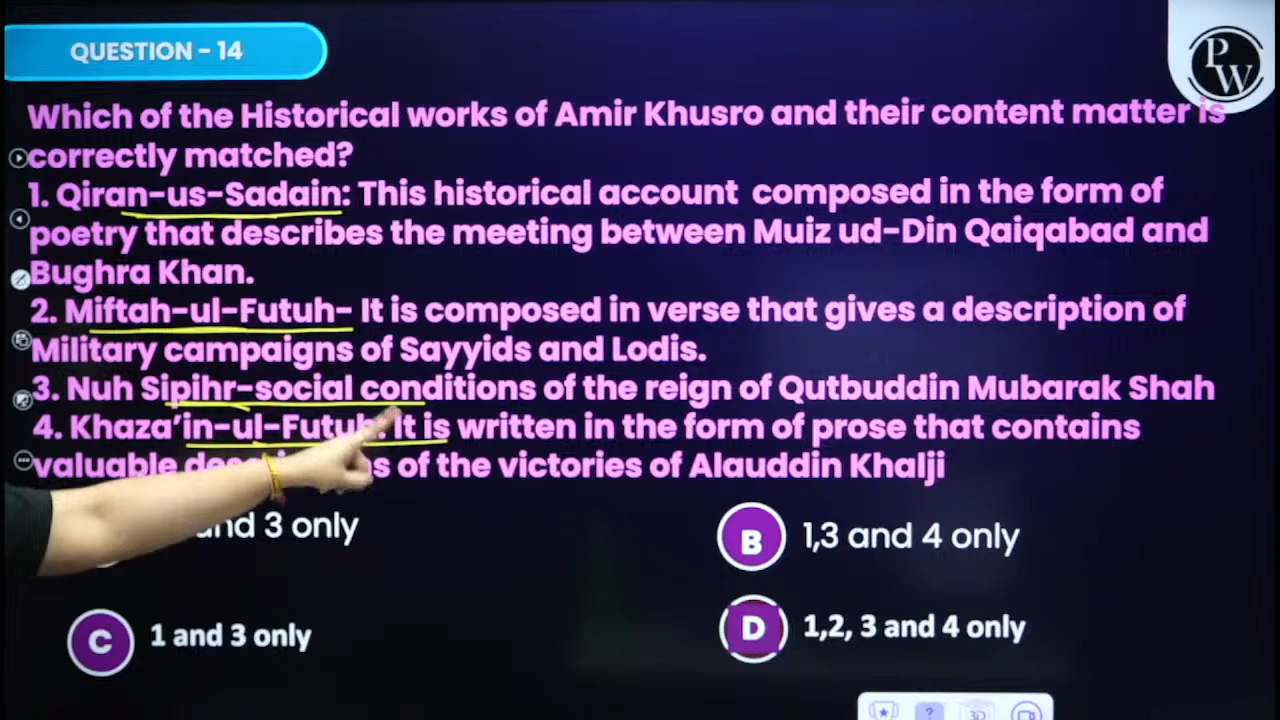 QUESTION - 14
PW
Which of the Historical works of Amir Khusro and their content matter is
correctly matched?
1. Qiran-us-Sadain: This historical account composed in the form of
poetry that describes the meeting between Muiz ud-Din Qaiqabad and
Bughra Khan.
2. Miftah-ul-Futuh- It is composed in verse that gives a description of
Military campaigns of Sayyids and Lodis.
3. Nuh Sipihr-social conditions of the reign of Qutbuddin Mubarak Shah
4. Khaza'in-ul-Futuh. It is written in the form of prose that contains
valuable of the victories of Alauddin Khalji
and 3 only
B 1,3 and 4 only
C 1 and 3 only
D 1,2, 3 and 4 only
? 3D